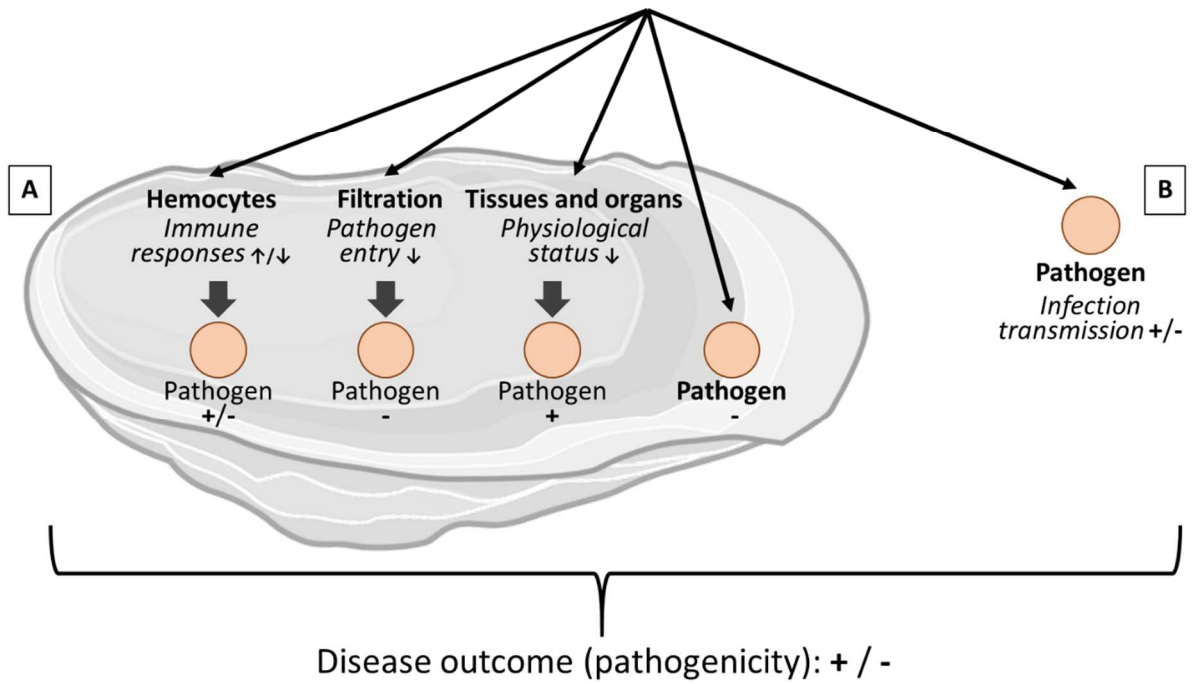 A
Hemocytes
Immune
responses ↑/↓
Pathogen
+/-
Filtration
Pathogen
entry ↓
Pathogen
-
Tissues and organs
Physiological
status ↓
Pathogen
+
Pathogen
-
B
Pathogen
Infection
transmission +/-
Disease outcome (pathogenicity): + / -